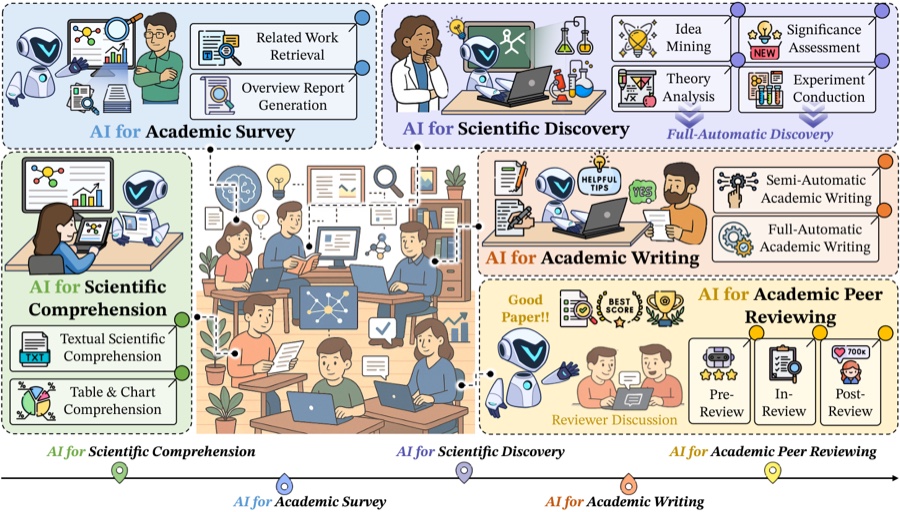 Related Work
Retrieval
Overview Report
Generation
AI for Academic Survey
Idea
Mining
Significance
Assessment
NEW
Theory
Analysis
Experiment
Conduction
AI for Scientific Discovery
Full-Automatic Discovery
AI for Scientific
Comprehension
TXT
Textual Scientific
Comprehension
Table & Chart
Comprehension
HELPFUL
TIPS
YES
Semi-Automatic
Academic Writing
Full-Automatic
Academic Writing
AI for Academic Writing
Good
Paper!!
BEST
SCORE
AI for Academic Peer
Reviewing
Reviewer Discussion
Pre-
Review
In-
Review
700K
Post-
Review
AI for Scientific Comprehension
AI for Scientific Discovery
AI for Academic Peer Reviewing
AI for Academic Survey
AI for Academic Writing